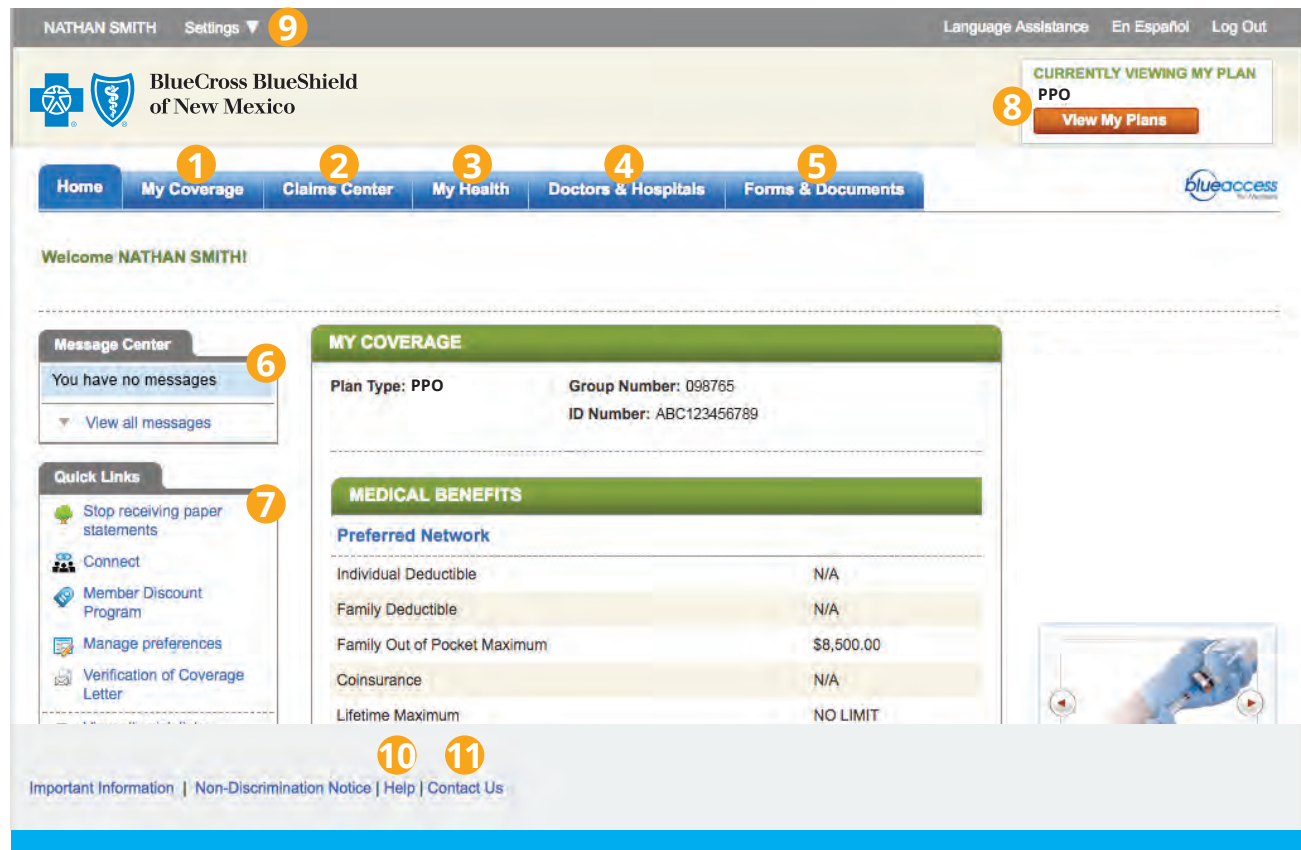 NATHAN SMITH Settings ▼ 9 Language Assistance En Español Log Out
BlueCross BlueShield
of New Mexico
CURRENTLY VIEWING MY PLAN
PPO
8 View My Plans
1 2 3 4 5
Home My Coverage Claims Center My Health Doctors & Hospitals Forms & Documents
blueaccess
Welcome NATHAN SMITH!
Message Center
6
You have no messages
View all messages
Quick Links
7
Stop receiving paper
statements
Connect
Member Discount
Program
Manage preferences
Verification of Coverage
Letter
MY COVERAGE
Plan Type: PPO Group Number: 098765
ID Number: ABC123456789
MEDICAL BENEFITS
Preferred Network
Individual Deductible N/A
Family Deductible N/A
Family Out of Pocket Maximum $8,500.00
Coinsurance N/A
Lifetime Maximum NO LIMIT
10 11
Important Information | Non-Discrimination Notice | Help | Contact Us